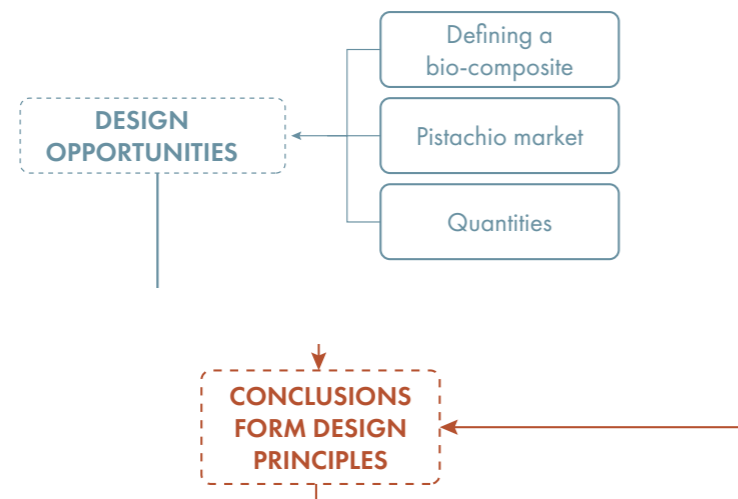 Defining a
bio-composite
DESIGN
OPPORTUNITIES
Pistachio market
Quantities
CONCLUSIONS
FORM DESIGN
PRINCIPLES